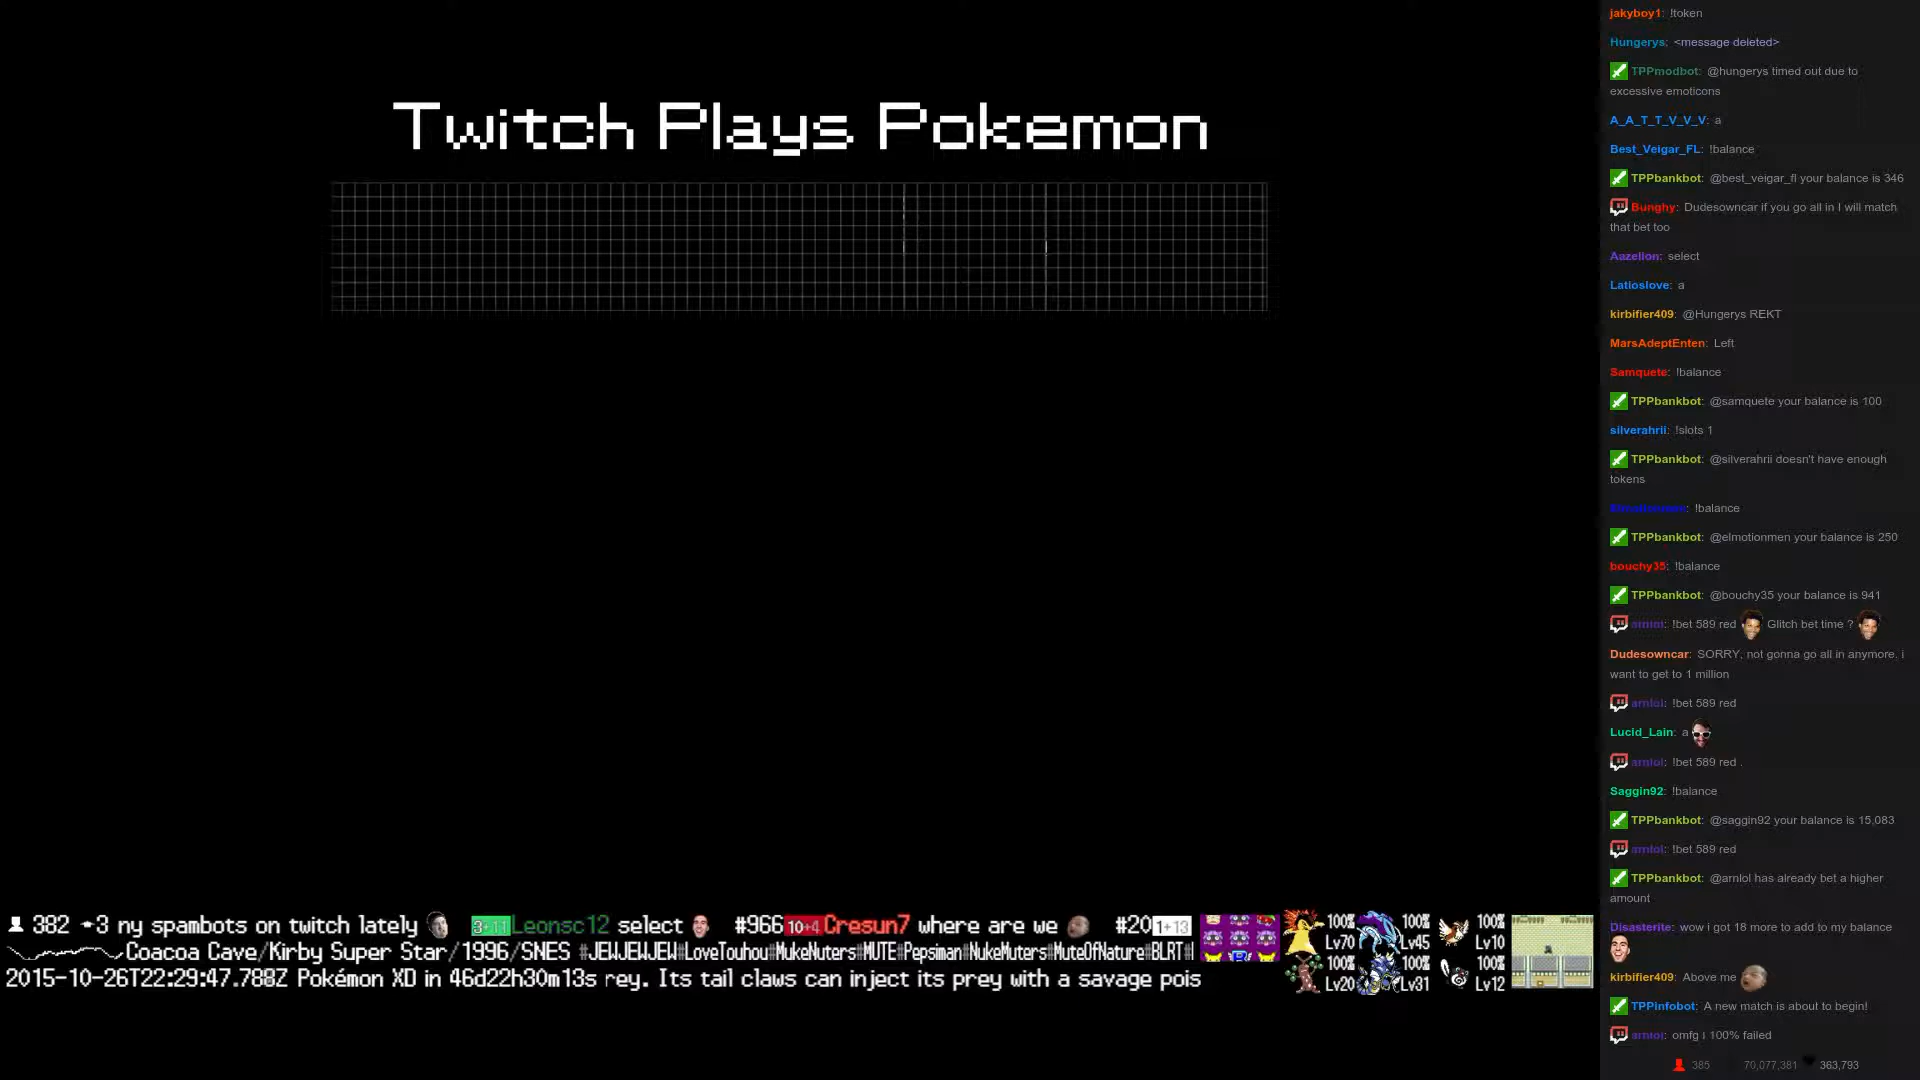 Twitch Plays Pokemon
382 +3 ny spambots on twitch lately 3+11 Leonsc12 select #966 10+4 Cresun7 where are we #20 1+13
Coacoa Cave/Kirby Super Star/1996/SNES #JEWJEWJEW#LoveTouhou#MukeNuters#MUTE#Pepsiman#NukeMuters#MuteOfNature#BLRT#
2015-10-26T22:29:47.788Z Pokémon XD in 46d22h30m13s rey. Its tail claws can inject its prey with a savage pois
100% 100% 100%
Lv70 Lv45 Lv10
100% 100% 100%
Lv20 Lv31 Lv12
jakyboy1: !token
Hungerys: <message deleted>
TPPmodbot: @hungerys timed out due to
excessive emoticons
A_A_T_T_V_V_V: a
Best_Veigar_FL: !balance
TPPbankbot: @best_veigar_fl your balance is 346
Bunghy: Dudesowncar if you go all in I will match
that bet too
Aazelion: select
Latioslove: a
kirbifier409: @Hungerys REKT
MarsAdeptEnten: Left
Samquete: !balance
TPPbankbot: @samquete your balance is 100
silverahrii: !slots 1
TPPbankbot: @silverahrii doesn't have enough
tokens
Elmotionmen: !balance
TPPbankbot: @elmotionmen your balance is 250
bouchy35: !balance
TPPbankbot: @bouchy35 your balance is 941
arnlol: !bet 589 red Glitch bet time ?
Dudesowncar: SORRY, not gonna go all in anymore. i
want to get to 1 million
arnlol: !bet 589 red
Lucid_Lain: a
arnlol: !bet 589 red .
Saggin92: !balance
TPPbankbot: @saggin92 your balance is 15,083
arnlol: !bet 589 red
TPPbankbot: @arnlol has already bet a higher
amount
Disasterite: wow i got 18 more to add to my balance
kirbifier409: Above me
TPPinfobot: A new match is about to begin!
arnlol: omfg i 100% failed
385 70,077,381 363,793